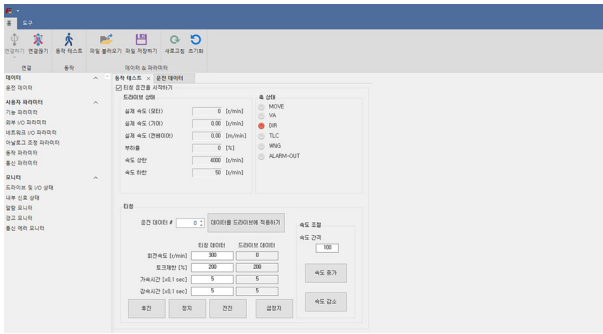 홈 도구
연결하기 연결끊기 동작 테스트 파일 불러오기 파일 저장하기 새로고침 초기화
연결 동작 데이터 & 파라미터
데이터
운전 데이터
사용자 파라미터
기능 파라미터
외부 I/O 파라미터
네트워크 I/O 파라미터
아날로그 조정 파라미터
동작 파라미터
통신 파라미터
모니터
드라이브 및 I/O 상태
내부 신호 상태
알람 모니터
경고 모니터
통신 에러 모니터
동작 테스트 × 운전 데이터
티칭 운전을 시작하기
드라이브 상태
실제 속도 (모터) 0 [r/min]
실제 속도 (기어) 0.00 [r/min]
실제 속도 (컨베이어) 0.00 [m/min]
부하율 0 [%]
속도 상한 4000 [r/min]
속도 하한 50 [r/min]
축 상태
MOVE
VA
DIR
TLC
WNG
ALARM-OUT
티칭
운전 데이터 # 0 데이터를 드라이브에 적용하기
티칭 데이터 드라이브 데이터
회전속도 [r/min] 300 0
토크제한 [%] 200 200
가속시간 [x0.1 sec] 5 5
감속시간 [x0.1 sec] 5 5
후진 정지 전진 급정지
속도 조절
속도 간격
100
속도 증가
속도 감소